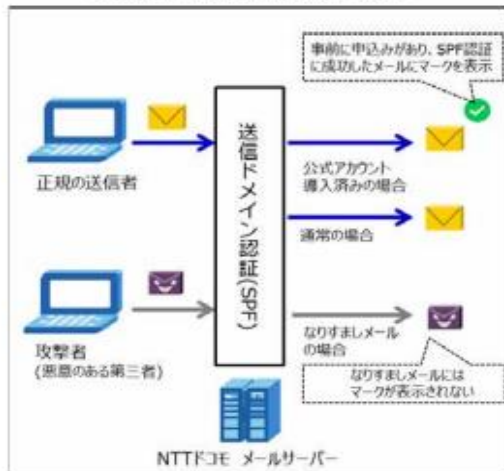 事前に申込みがあり、SPF認証
に成功したメールにマークを表示
正規の送信者
送信ドメイン認証(SPF)
公式アカウント
導入済みの場合
通常の場合
攻撃者
(悪意のある第三者)
なりすましメール
の場合
なりすましメールには
マークが表示されない
NTTドコモ メールサーバー